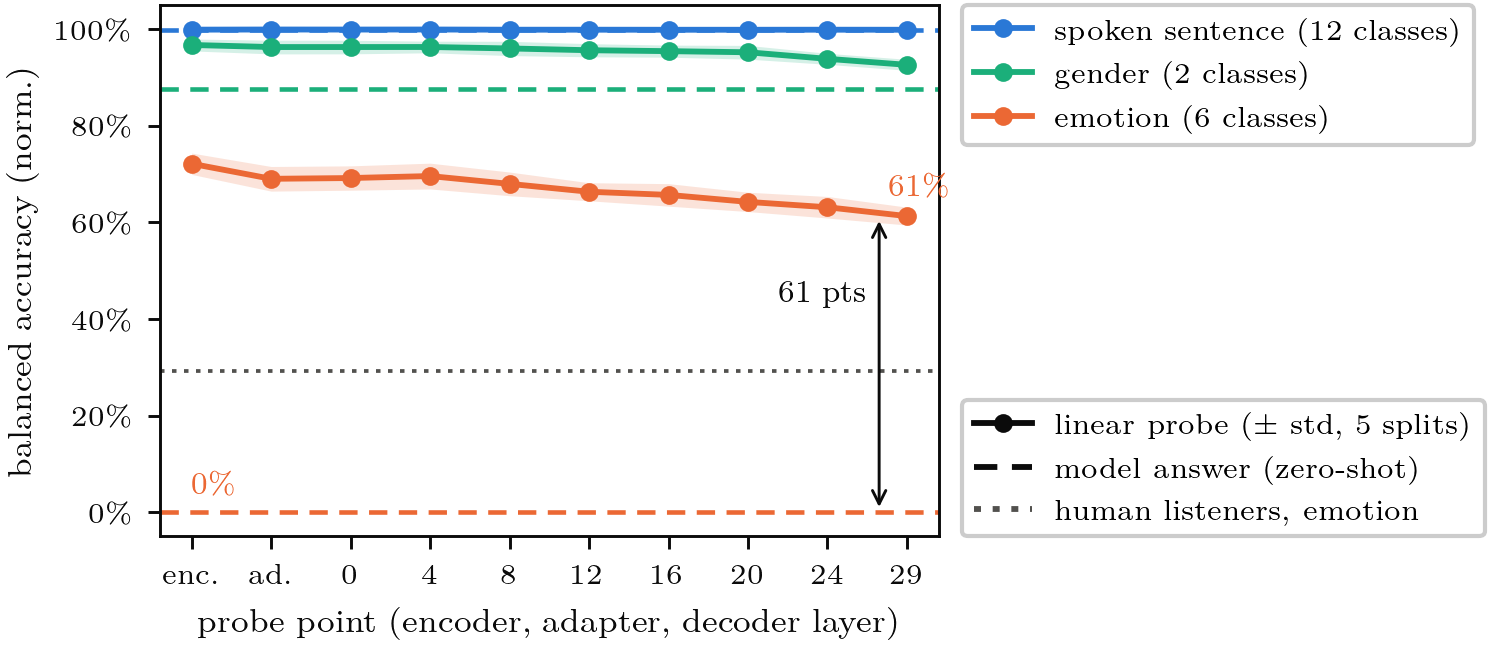 balanced accuracy (norm.)
100%
80%
60%
40%
20%
0%
61%
61 pts
0%
enc. ad. 0 4 8 12 16 20 24 29
probe point (encoder, adapter, decoder layer)
spoken sentence (12 classes)
gender (2 classes)
emotion (6 classes)
linear probe (± std, 5 splits)
model answer (zero-shot)
human listeners, emotion